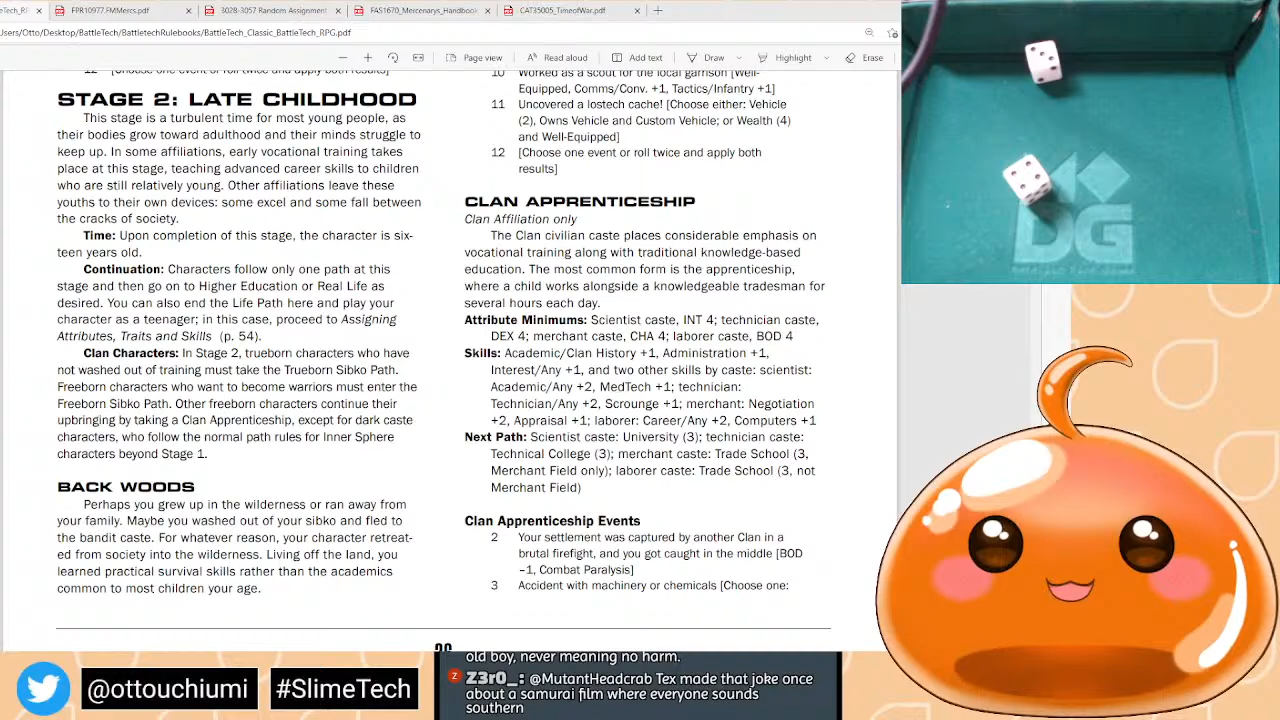 FPR10977.FMMercs.pdf
3028-3057 Random Assignment
FAS1670_Mercenarys_Handbook
CAT35005_TimeofWar.pdf
sers/Otto/Desktop/BattleTech/BattletechRulebooks/BattleTech_Classic_BattleTech_RPG.pdf
Page view
Read aloud
Add text
Draw
Highlight
Erase
12 [Choose one event or roll twice and apply both results]
STAGE 2: LATE CHILDHOOD
This stage is a turbulent time for most young people, as
their bodies grow toward adulthood and their minds struggle to
keep up. In some affiliations, early vocational training takes
place at this stage, teaching advanced career skills to children
who are still relatively young. Other affiliations leave these
youths to their own devices: some excel and some fall between
the cracks of society.
Time: Upon completion of this stage, the character is six-
teen years old.
Continuation: Characters follow only one path at this
stage and then go on to Higher Education or Real Life as
desired. You can also end the Life Path here and play your
character as a teenager; in this case, proceed to Assigning
Attributes, Traits and Skills (p. 54).
Clan Characters: In Stage 2, trueborn characters who have
not washed out of training must take the Trueborn Sibko Path.
Freeborn characters who want to become warriors must enter the
Freeborn Sibko Path. Other freeborn characters continue their
upbringing by taking a Clan Apprenticeship, except for dark caste
characters, who follow the normal path rules for Inner Sphere
characters beyond Stage 1.
BACK WOODS
Perhaps you grew up in the wilderness or ran away from
your family. Maybe you washed out of your sibko and fled to
the bandit caste. For whatever reason, your character retreat-
ed from society into the wilderness. Living off the land, you
learned practical survival skills rather than the academics
common to most children your age.
10 Worked as a scout for the local garrison [Well-
Equipped, Comms/Conv. +1, Tactics/Infantry +1]
11 Uncovered a lostech cache! [Choose either: Vehicle
(2), Owns Vehicle and Custom Vehicle; or Wealth (4)
and Well-Equipped]
12 [Choose one event or roll twice and apply both
results]
CLAN APPRENTICESHIP
Clan Affiliation only
The Clan civilian caste places considerable emphasis on
vocational training along with traditional knowledge-based
education. The most common form is the apprenticeship,
where a child works alongside a knowledgeable tradesman for
several hours each day.
Attribute Minimums: Scientist caste, INT 4; technician caste,
DEX 4; merchant caste, CHA 4; laborer caste, BOD 4
Skills: Academic/Clan History +1, Administration +1,
Interest/Any +1, and two other skills by caste: scientist:
Academic/Any +2, MedTech +1; technician:
Technician/Any +2, Scrounge +1; merchant: Negotiation
+2, Appraisal +1; laborer: Career/Any +2, Computers +1
Next Path: Scientist caste: University (3); technician caste:
Technical College (3); merchant caste: Trade School (3,
Merchant Field only); laborer caste: Trade School (3, not
Merchant Field)
Clan Apprenticeship Events
2 Your settlement was captured by another Clan in a
brutal firefight, and you got caught in the middle [BOD
–1, Combat Paralysis]
3 Accident with machinery or chemicals [Choose one:
DG
@ottouchiumi
#SlimeTech
old boy, never meaning no harm.
Z3r0_: @MutantHeadcrab Tex made that joke once
about a samurai film where everyone sounds
southern